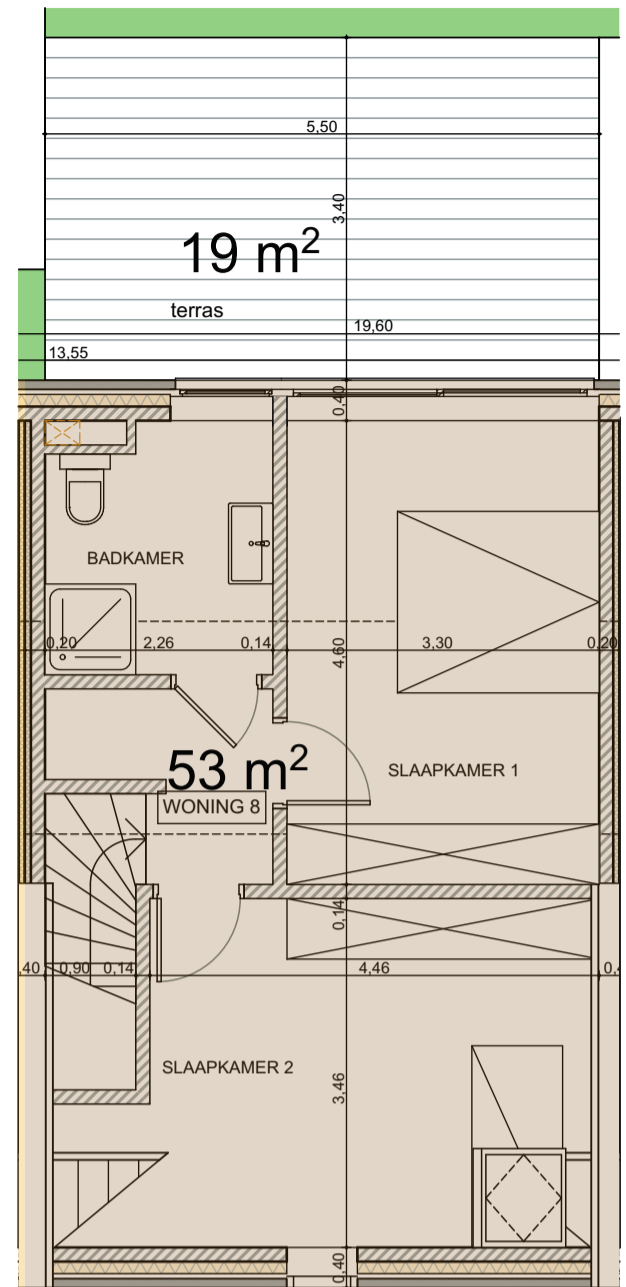 5,50
3,40
19 m²
terras
19,60
13,55
0,40
BADKAMER
0,20 2,26 0,14 4,60 3,30 0,20
53 m²
SLAAPKAMER 1
WONING 8
0,14
,40 0,90 0,14 4,46 0,4
SLAAPKAMER 2
3,46
0,40